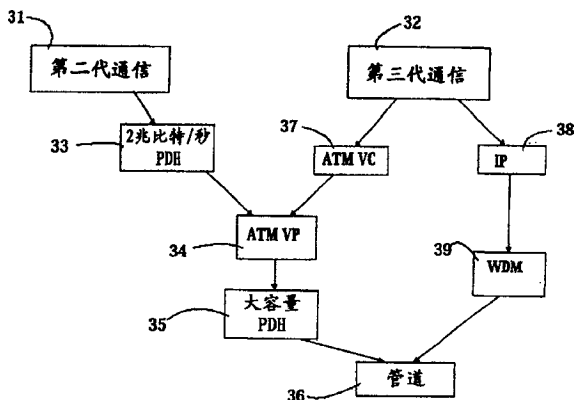 31
第二代通信
32
第三代通信
33
2兆比特/秒
PDH
37
ATM VC
38
IP
34
ATM VP
39
WDM
35
大容量
PDH
36
管道